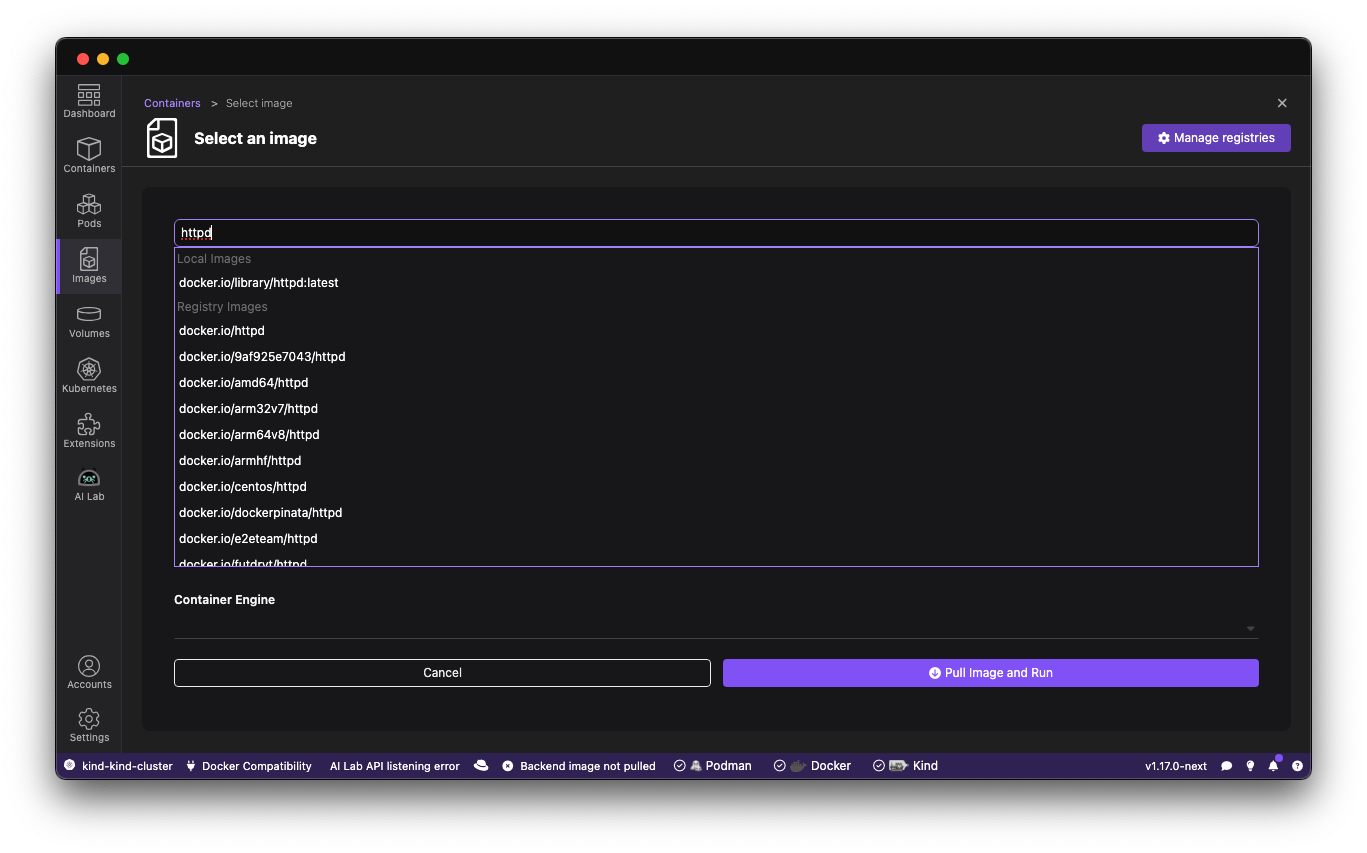 Dashboard
Containers
Pods
Images
Volumes
Kubernetes
Extensions
AI Lab
Accounts
Settings
Containers > Select image
Select an image
Manage registries
httpd
Local Images
docker.io/library/httpd:latest
Registry Images
docker.io/httpd
docker.io/9af925e7043/httpd
docker.io/amd64/httpd
docker.io/arm32v7/httpd
docker.io/arm64v8/httpd
docker.io/armhf/httpd
docker.io/centos/httpd
docker.io/dockerpinata/httpd
docker.io/e2eteam/httpd
docker.io/futdryt/httpd
Container Engine
Cancel
Pull Image and Run
kind-kind-cluster Docker Compatibility AI Lab API listening error Backend image not pulled Podman Docker Kind v1.17.0-next